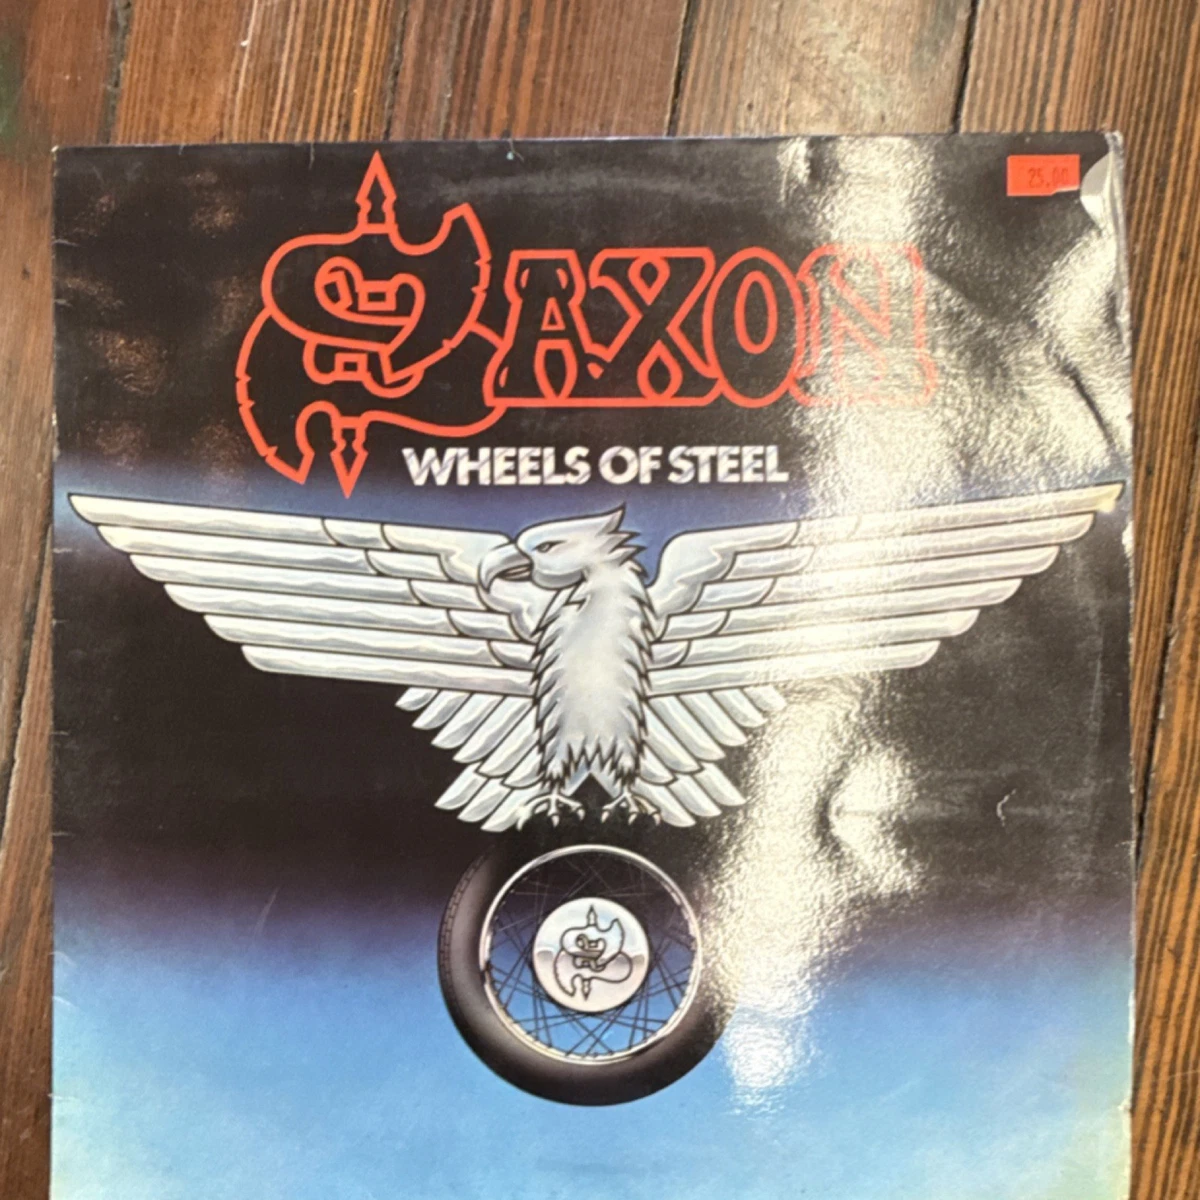 25.00
SAXON
WHEELS OF STEEL